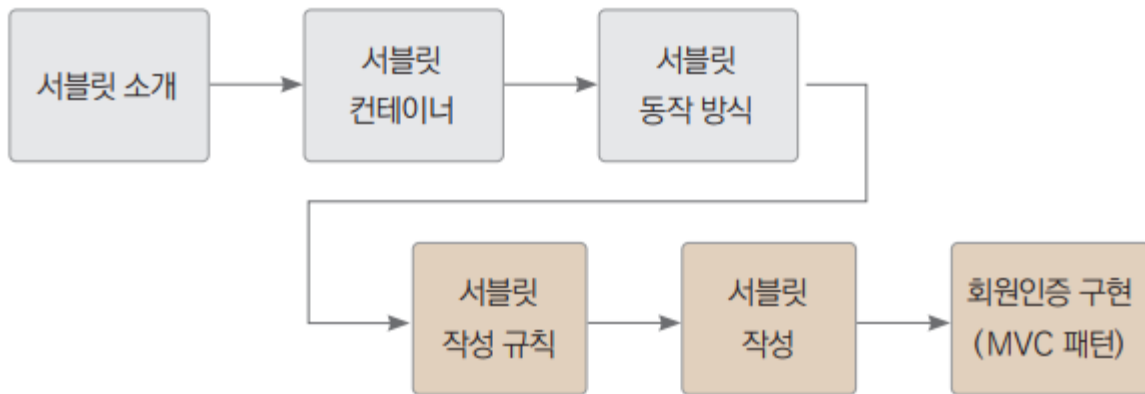 서블릿 소개
서블릿
컨테이너
서블릿
동작 방식
서블릿
작성 규칙
서블릿
작성
회원인증 구현
(MVC 패턴)